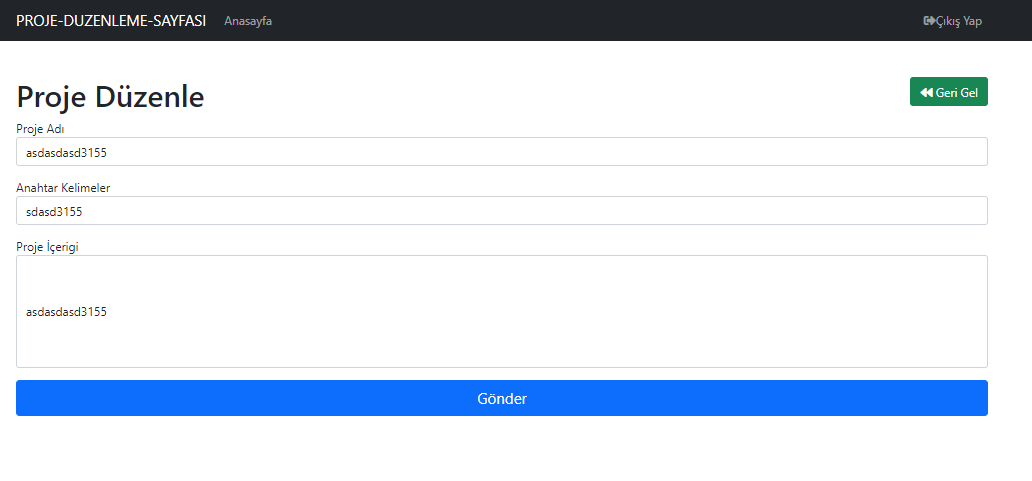 PROJE-DUZENLEME-SAYFASI Anasayfa Çıkış Yap
Proje Düzenle
Geri Gel
Proje Adı
asdasdasd3155
Anahtar Kelimeler
sdasd3155
Proje İçerigi
asdasdasd3155
Gönder